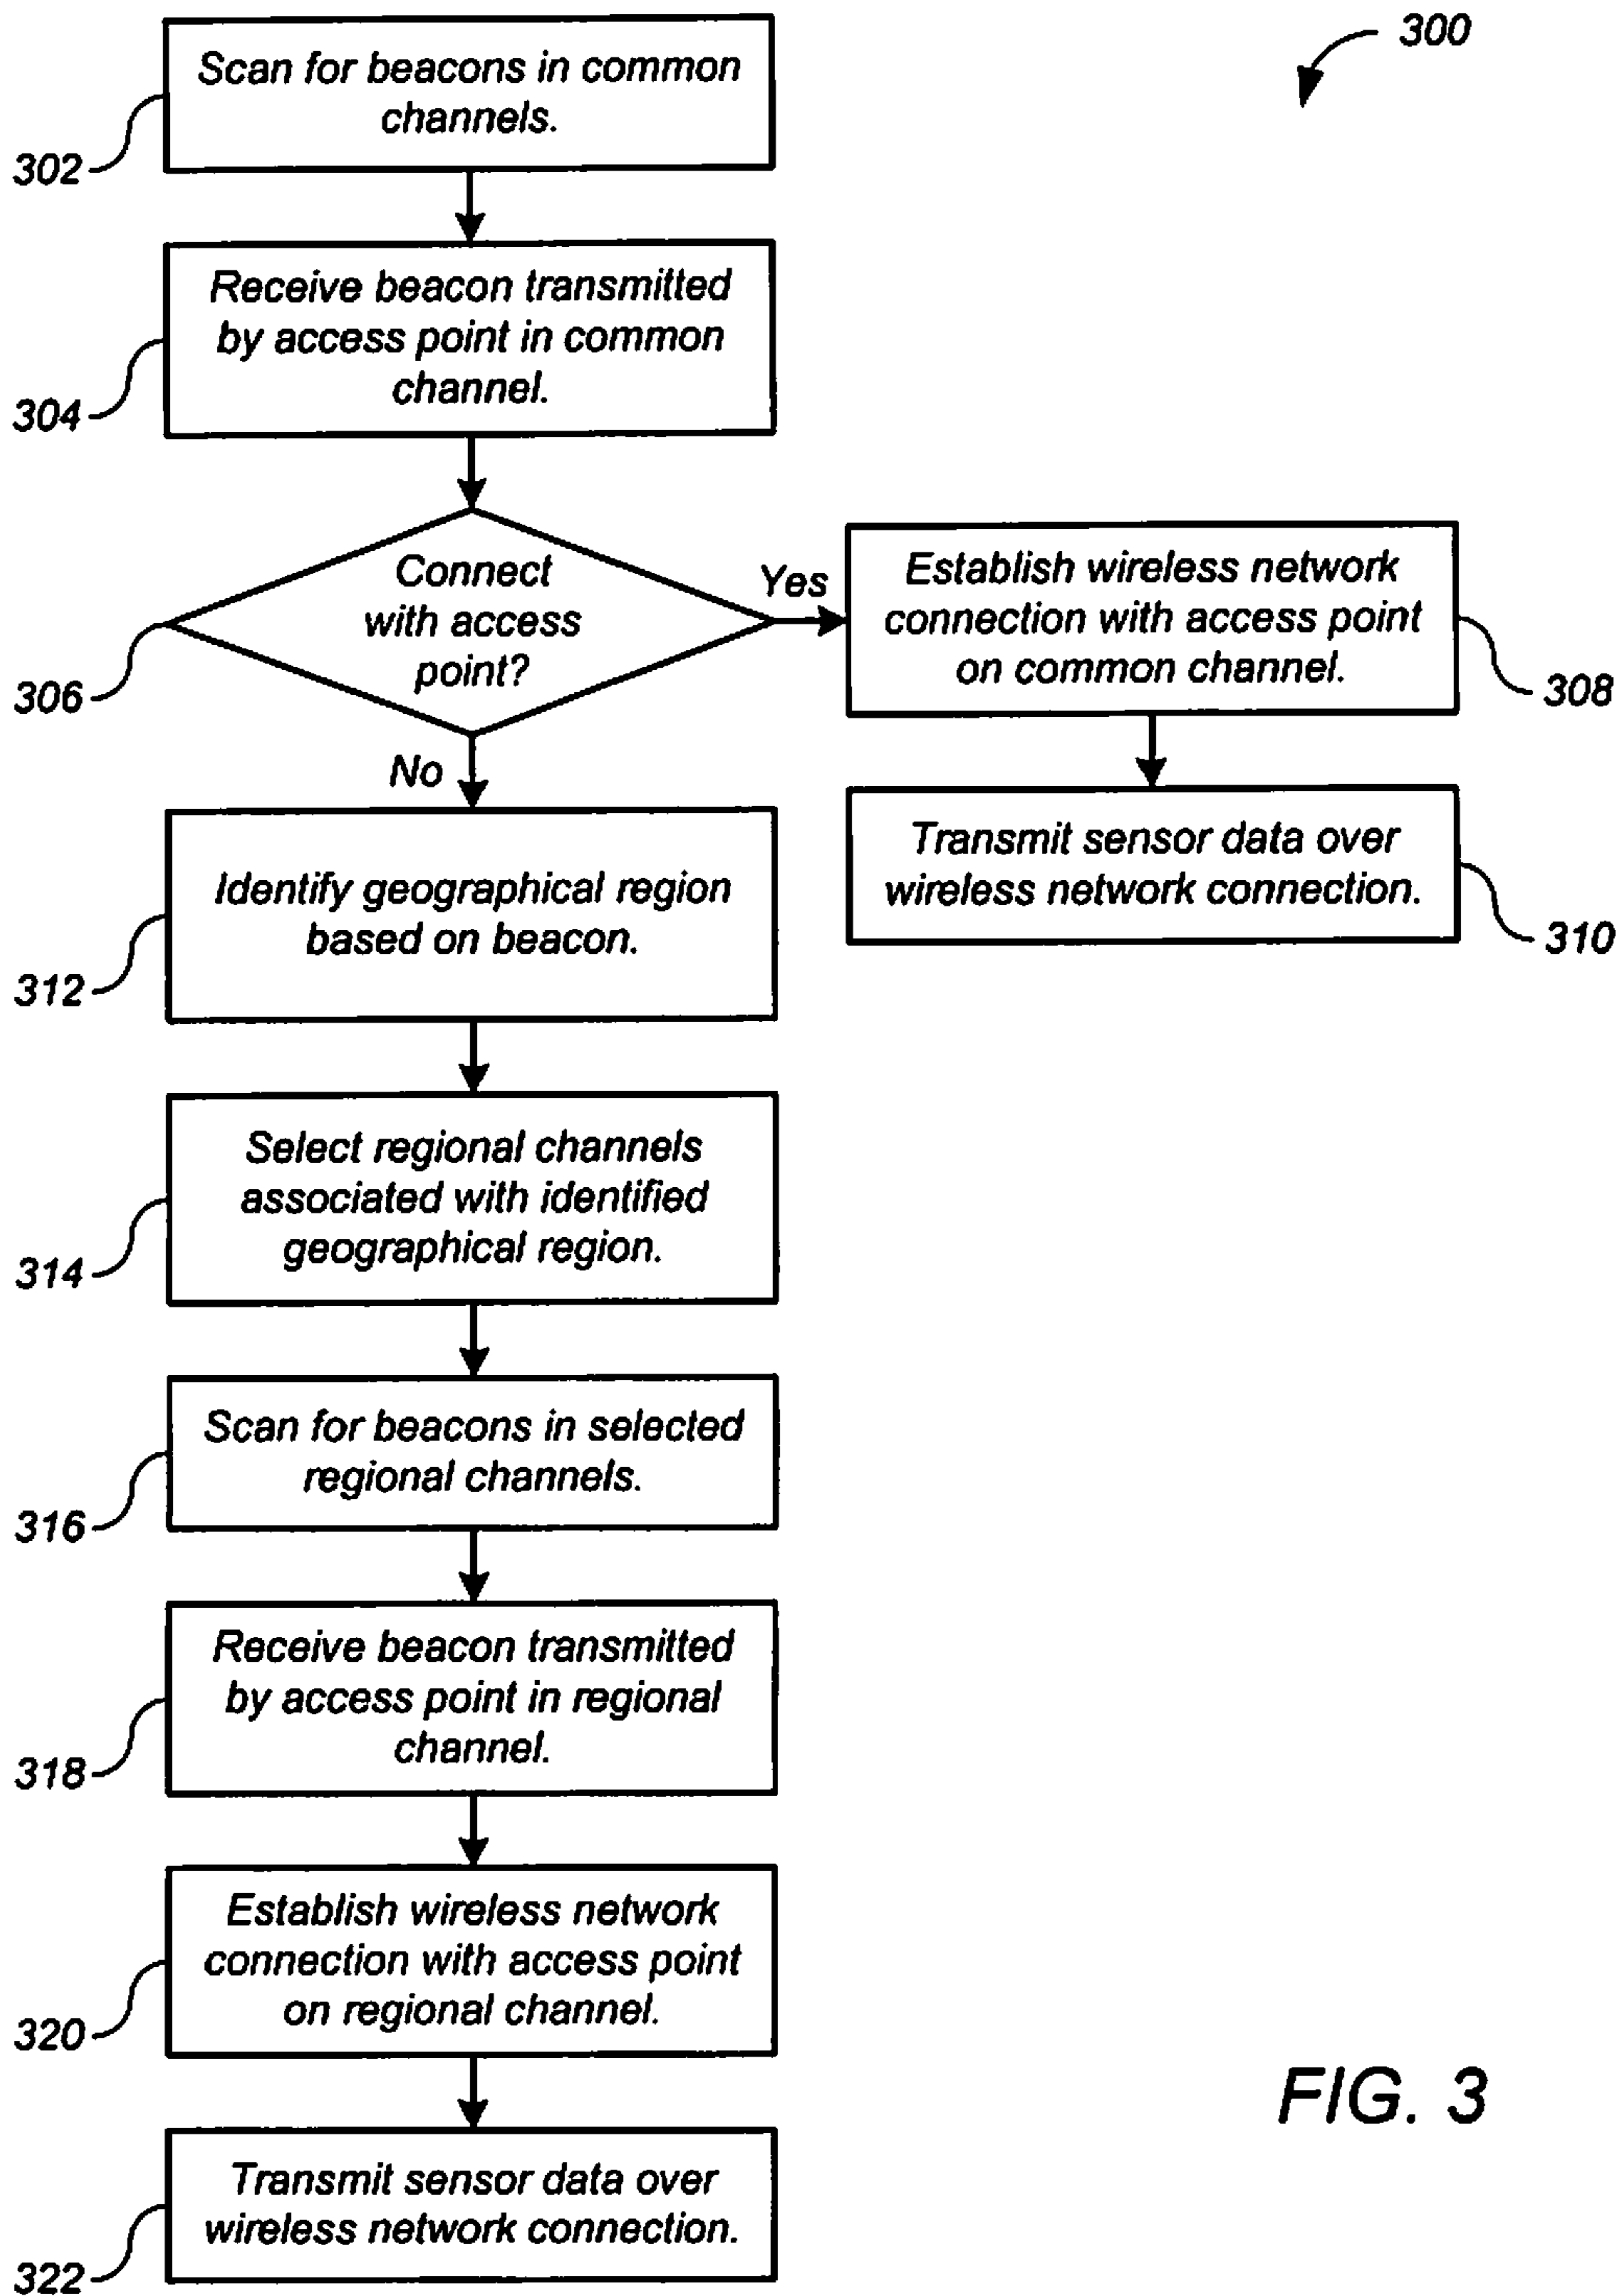 300
Scan for beacons in common
channels.
302
Receive beacon transmitted
by access point in common
channel.
304
Connect
with access
point?
306
Yes
Establish wireless network
connection with access point
on common channel.
308
Transmit sensor data over
wireless network connection.
310
No
Identify geographical region
based on beacon.
312
Select regional channels
associated with identified
geographical region.
314
Scan for beacons in selected
regional channels.
316
Receive beacon transmitted
by access point in regional
channel.
318
Establish wireless network
connection with access point
on regional channel.
320
Transmit sensor data over
wireless network connection.
322
FIG. 3